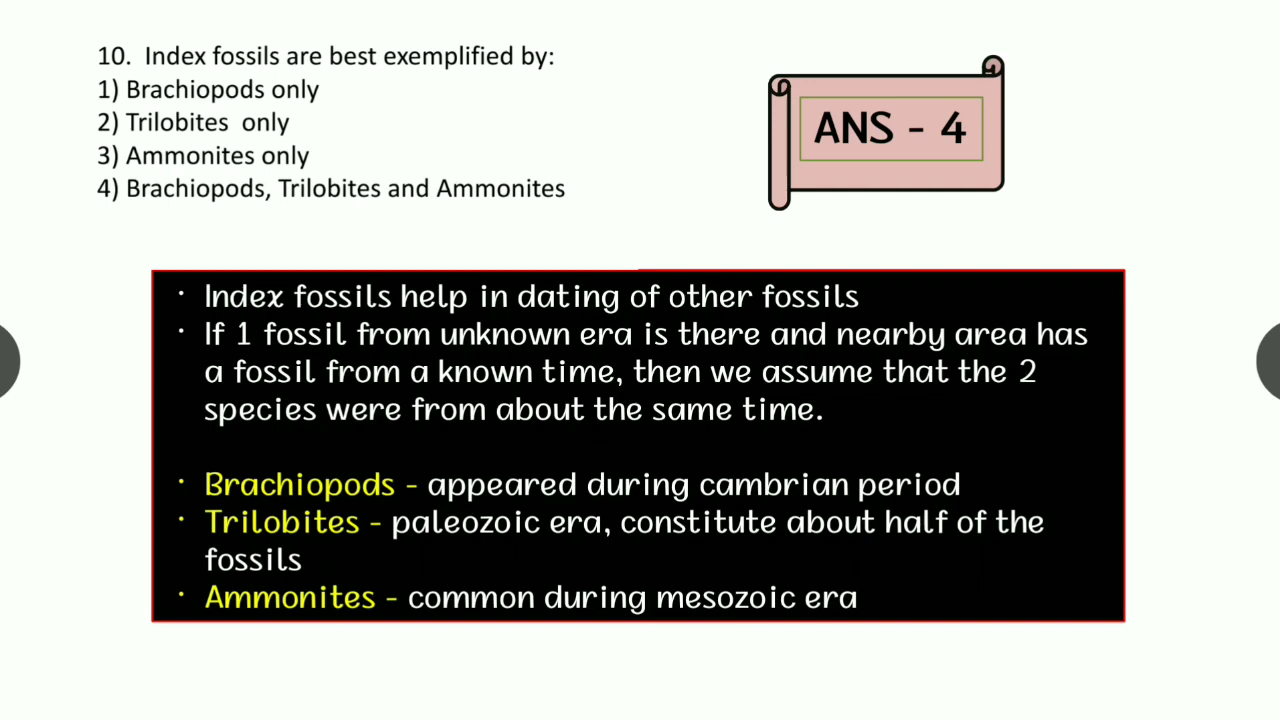 10.  Index fossils are best exemplified by:
1) Brachiopods only
2) Trilobites  only
3) Ammonites only
4) Brachiopods, Trilobites and Ammonites
ANS - 4
· Index fossils help in dating of other fossils
· If 1 fossil from unknown era is there and nearby area has
a fossil from a known time, then we assume that the 2
species were from about the same time.
· Brachiopods - appeared during cambrian period
· Trilobites - paleozoic era, constitute about half of the
fossils
· Ammonites - common during mesozoic era